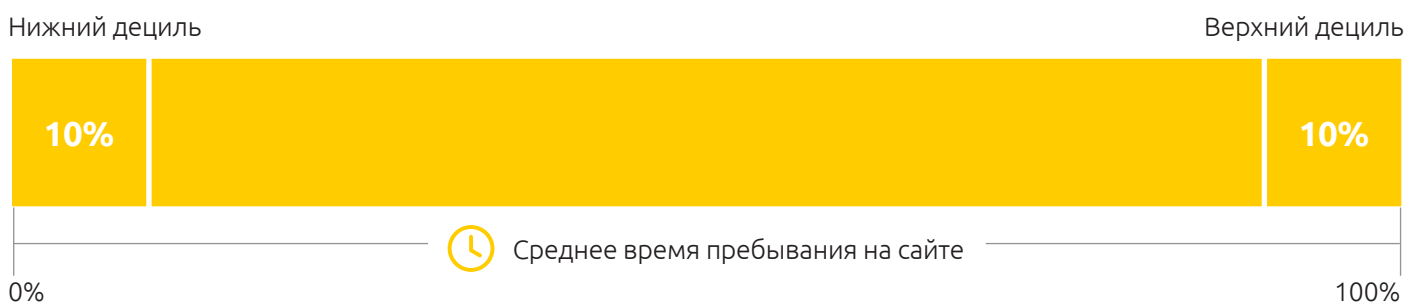 Нижний дециль
Верхний дециль
10%
10%
Среднее время пребывания на сайте
0%
100%